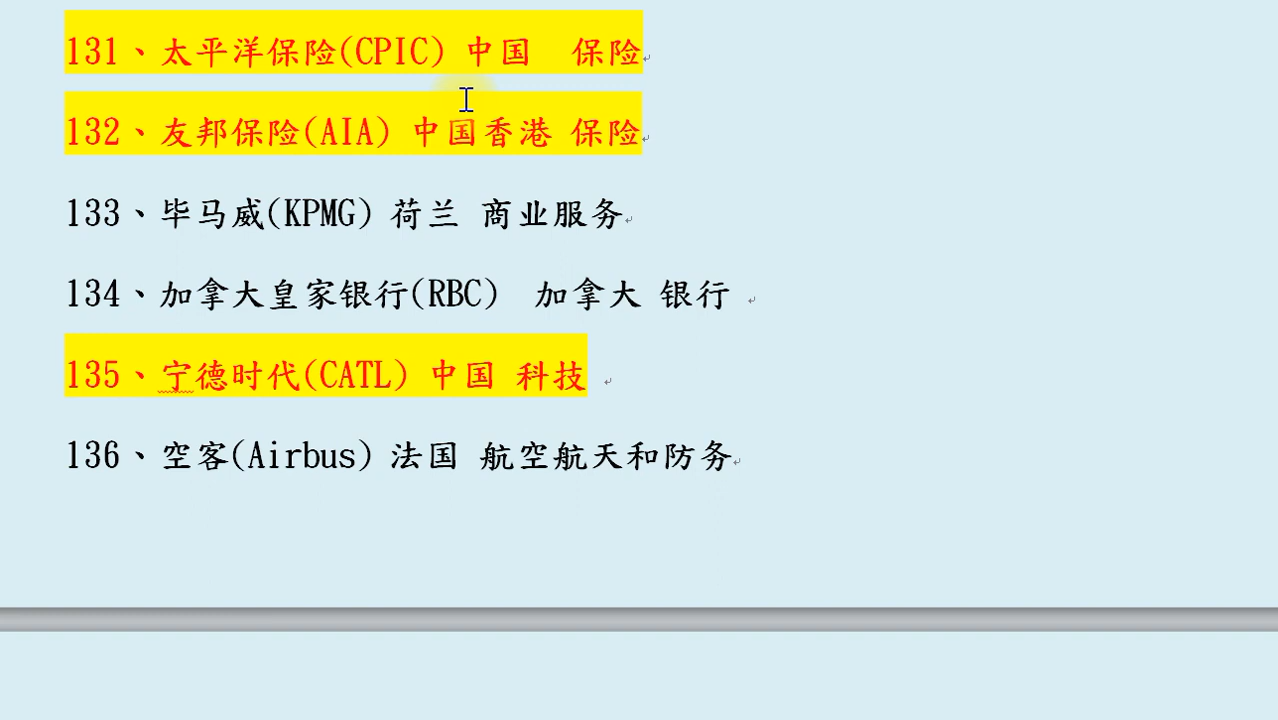 131、太平洋保险(CPIC) 中国  保险
132、友邦保险(AIA) 中国香港 保险
133、毕马威(KPMG) 荷兰 商业服务
134、加拿大皇家银行(RBC)  加拿大 银行
135、宁德时代(CATL) 中国 科技
136、空客(Airbus) 法国 航空航天和防务